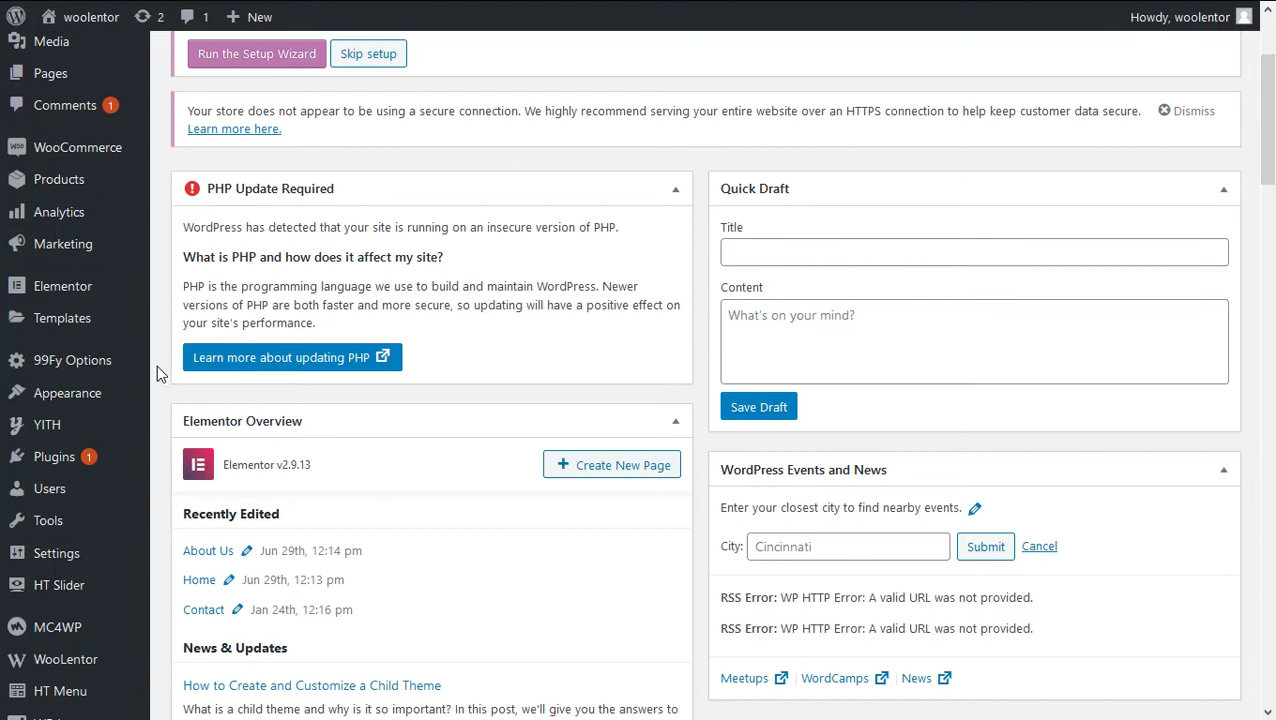 woolentor 2 1 New Howdy, woolentor
Media
Pages
Comments 1
WooCommerce
Products
Analytics
Marketing
Elementor
Templates
99Fy Options
Appearance
YITH
Plugins 1
Users
Tools
Settings
HT Slider
MC4WP
WooLentor
HT Menu
Run the Setup Wizard Skip setup
Your store does not appear to be using a secure connection. We highly recommend serving your entire website over an HTTPS connection to help keep customer data secure. Dismiss
Learn more here.
PHP Update Required
WordPress has detected that your site is running on an insecure version of PHP.
What is PHP and how does it affect my site?
PHP is the programming language we use to build and maintain WordPress. Newer
versions of PHP are both faster and more secure, so updating will have a positive effect on
your site's performance.
Learn more about updating PHP
Elementor Overview
Elementor v2.9.13 Create New Page
Recently Edited
About Us Jun 29th, 12:14 pm
Home Jun 29th, 12:13 pm
Contact Jan 24th, 12:16 pm
News & Updates
How to Create and Customize a Child Theme
What is a child theme and why is it so important? In this post, we'll give you the answers to
Quick Draft
Title
Content
What's on your mind?
Save Draft
WordPress Events and News
Enter your closest city to find nearby events.
City: Cincinnati Submit Cancel
RSS Error: WP HTTP Error: A valid URL was not provided.
RSS Error: WP HTTP Error: A valid URL was not provided.
Meetups | WordCamps | News